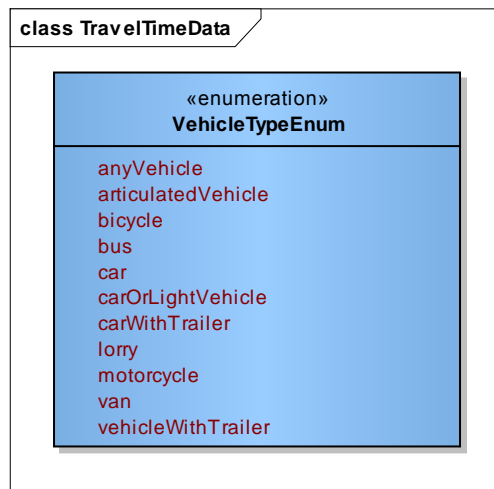 class TravelTimeData
«enumeration»
VehicleTypeEnum
anyVehicle
articulatedVehicle
bicycle
bus
car
carOrLightVehicle
carWithTrailer
lorry
motorcycle
van
vehicleWithTrailer